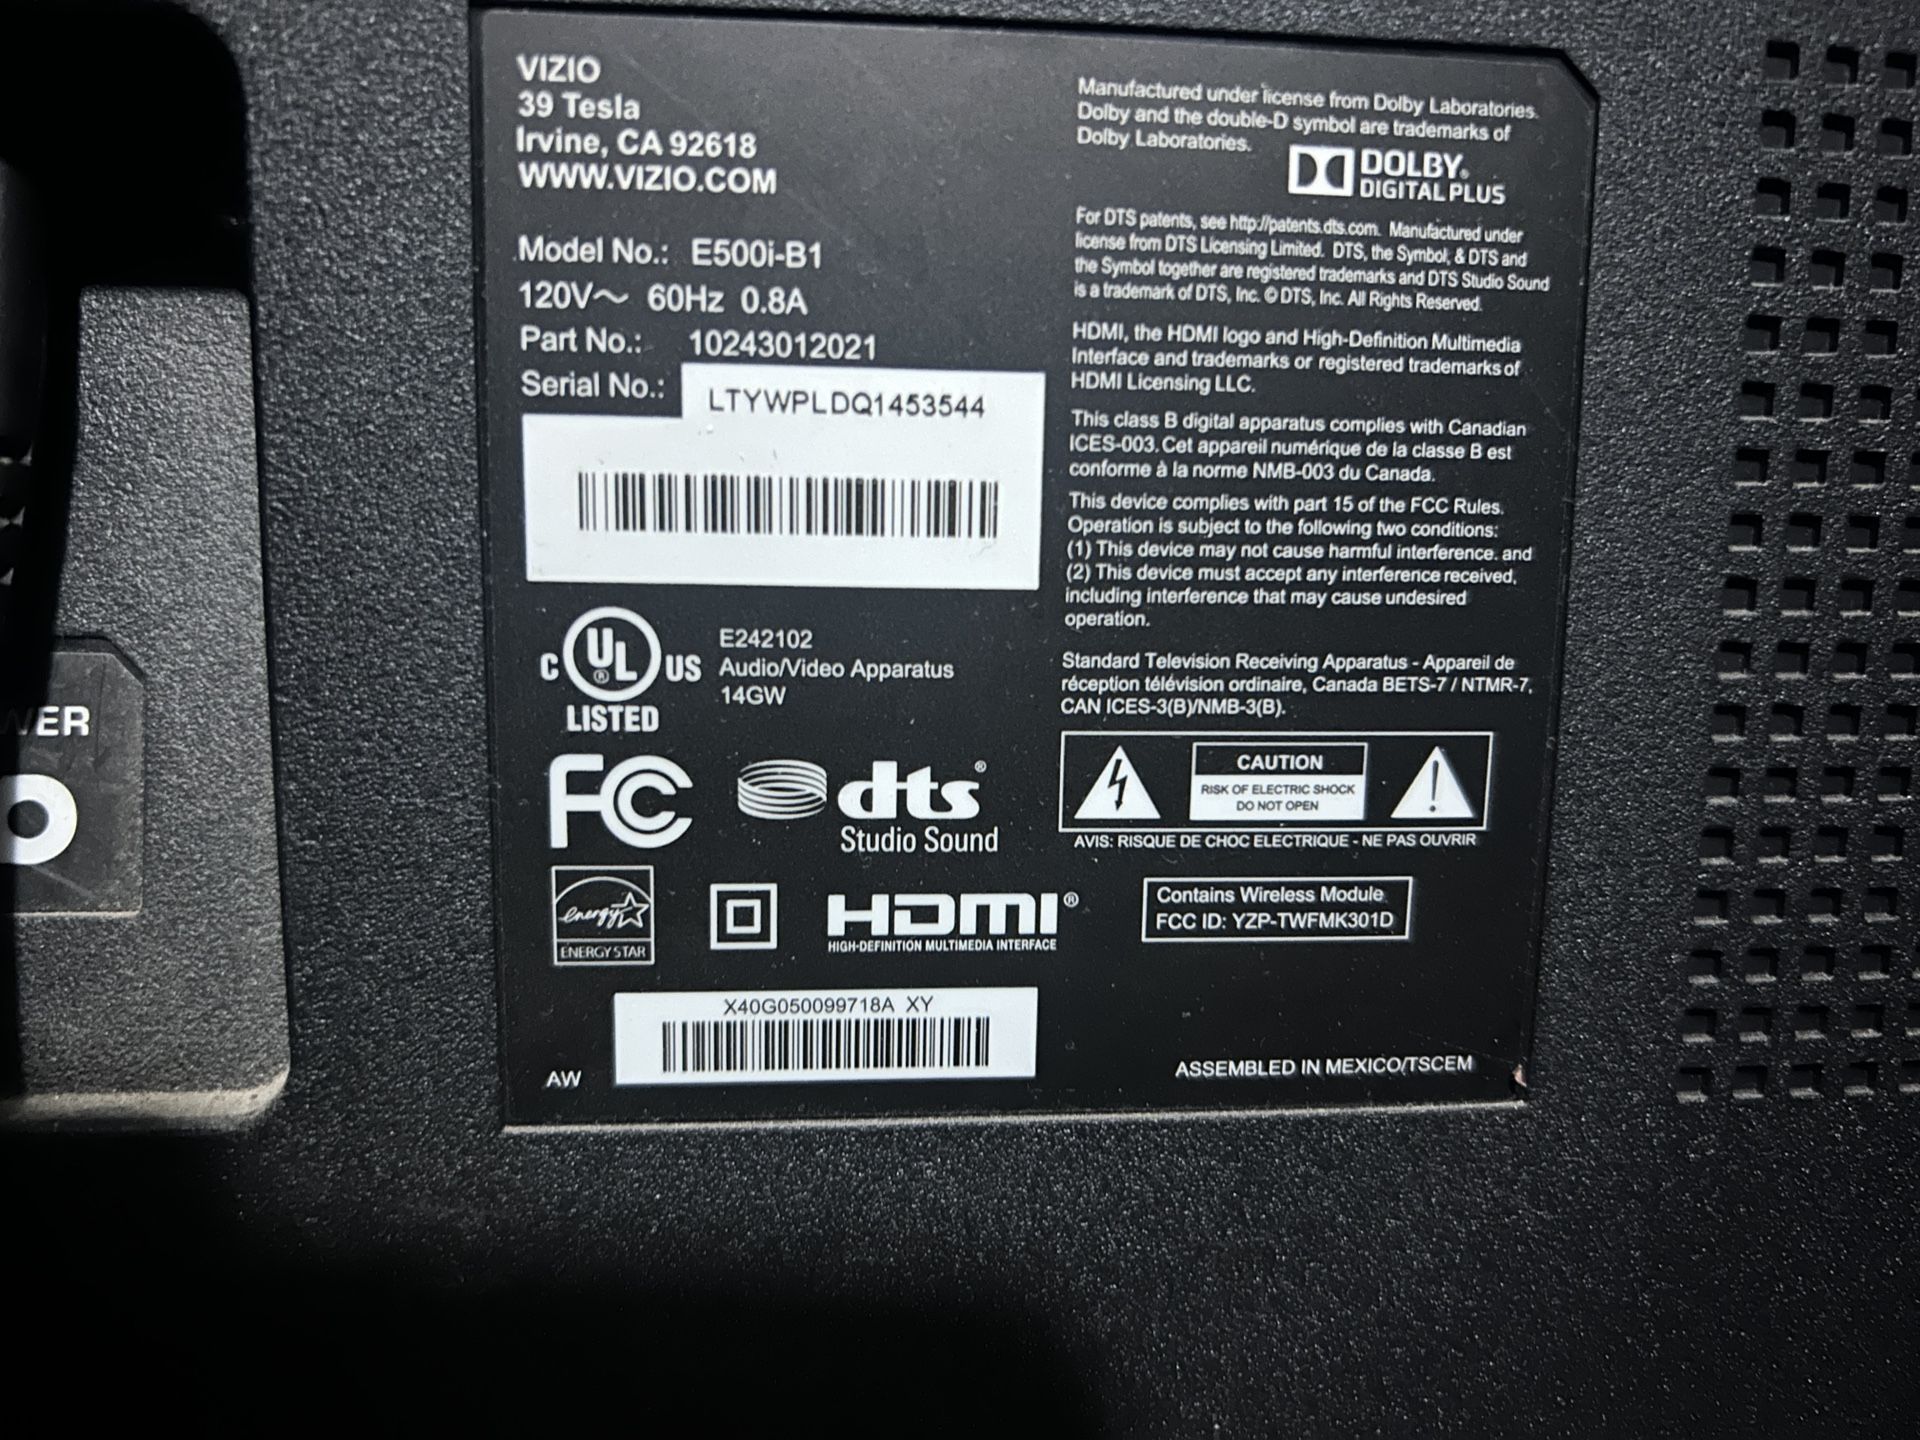 VIZIO
39 Tesla
Irvine, CA 92618
WWW.VIZIO.COM
Model No.: E500i-B1
120V～ 60Hz 0.8A
Part No.: 10243012021
Serial No.: LTYWPLDQ1453544
C UL® US
LISTED
E242102
Audio/Video Apparatus
14GW
FC
dts®
Studio Sound
energy
ENERGY STAR
HDMI®
HIGH-DEFINITION MULTIMEDIA INTERFACE
X40G050099718A XY
AW
Manufactured under license from Dolby Laboratories.
Dolby and the double-D symbol are trademarks of
Dolby Laboratories.
DOLBY®
DIGITAL PLUS
For DTS patents, see http://patents.dts.com. Manufactured under
license from DTS Licensing Limited. DTS, the Symbol, & DTS and
the Symbol together are registered trademarks and DTS Studio Sound
is a trademark of DTS, Inc. © DTS, Inc. All Rights Reserved.
HDMI, the HDMI logo and High-Definition Multimedia
Interface and trademarks or registered trademarks of
HDMI Licensing LLC.
This class B digital apparatus complies with Canadian
ICES-003. Cet appareil numérique de la classe B est
conforme à la norme NMB-003 du Canada.
This device complies with part 15 of the FCC Rules.
Operation is subject to the following two conditions:
(1) This device may not cause harmful interference. and
(2) This device must accept any interference received,
including interference that may cause undesired
operation.
Standard Television Receiving Apparatus - Appareil de
réception télévision ordinaire, Canada BETS-7 / NTMR-7,
CAN ICES-3(B)/NMB-3(B).
CAUTION
RISK OF ELECTRIC SHOCK
DO NOT OPEN
AVIS: RISQUE DE CHOC ELECTRIQUE - NE PAS OUVRIR
Contains Wireless Module
FCC ID: YZP-TWFMK301D
ASSEMBLED IN MEXICO/TSCEM